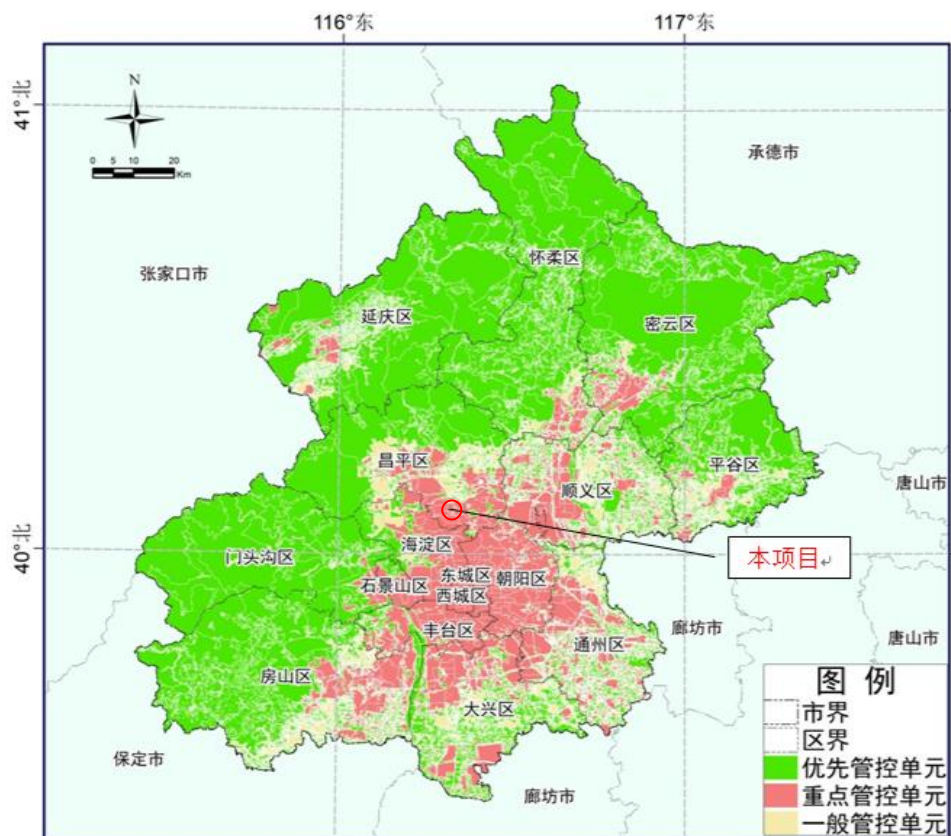 116°东
117°东
41°北
N
0 5 10 20
Km
承德市
怀柔区
张家口市
延庆区
密云区
昌平区
平谷区
顺义区
唐山市
40°北
海淀区
门头沟区
本项目
东城区
朝阳区
石景山区
西城区
丰台区
廊坊市
唐山市
通州区
房山区
大兴区
保定市
廊坊市
图 例
市界
区界
优先管控单元
重点管控单元
一般管控单元